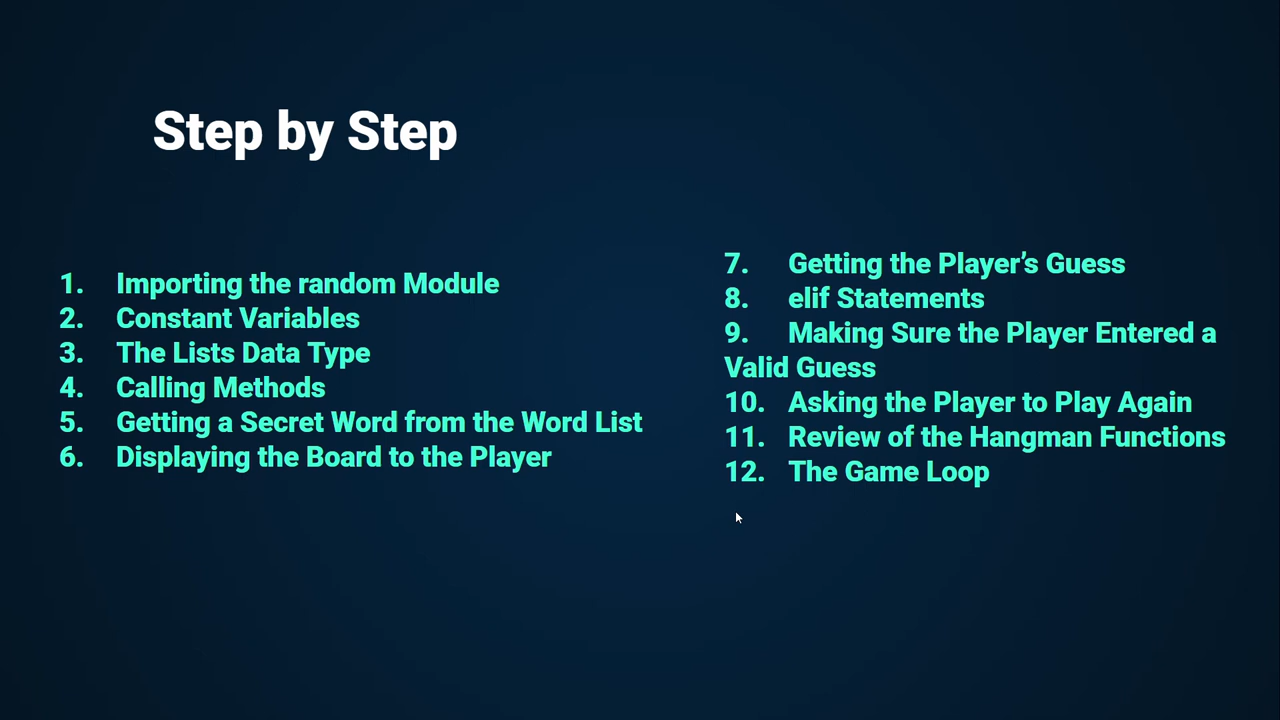 Step by Step
1. Importing the random Module
2. Constant Variables
3. The Lists Data Type
4. Calling Methods
5. Getting a Secret Word from the Word List
6. Displaying the Board to the Player
7. Getting the Player’s Guess
8. elif Statements
9. Making Sure the Player Entered a
Valid Guess
10. Asking the Player to Play Again
11. Review of the Hangman Functions
12. The Game Loop